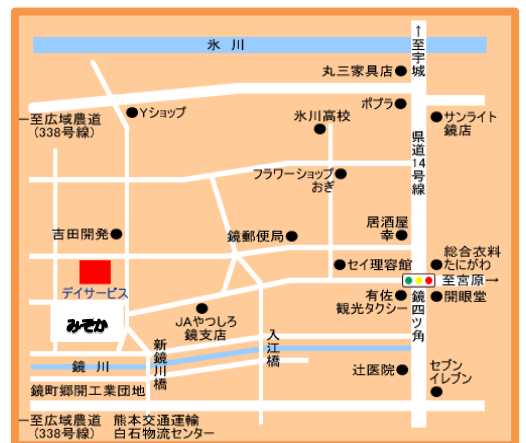 氷川
↑至宇城
丸三家具店
ポプラ
サンライト
鏡店
Yショップ
氷川高校
ー至広域農道
(338号線)
県道14号線
フラワーショップ
おぎ
吉田開発
鏡郵便局
居酒屋
幸
総合衣料
たにがわ
セイ理容館
至宮原→
デイサービス
みそか
有佐
観光タクシー
開眼堂
鏡四ツ角
JAやつしろ
鏡支店
新鏡川橋
入江橋
鏡川
辻医院
セブン
イレブン
鏡町郷開工業団地
ー至広域農道 熊本交通運輸
(338号線) 白石物流センター